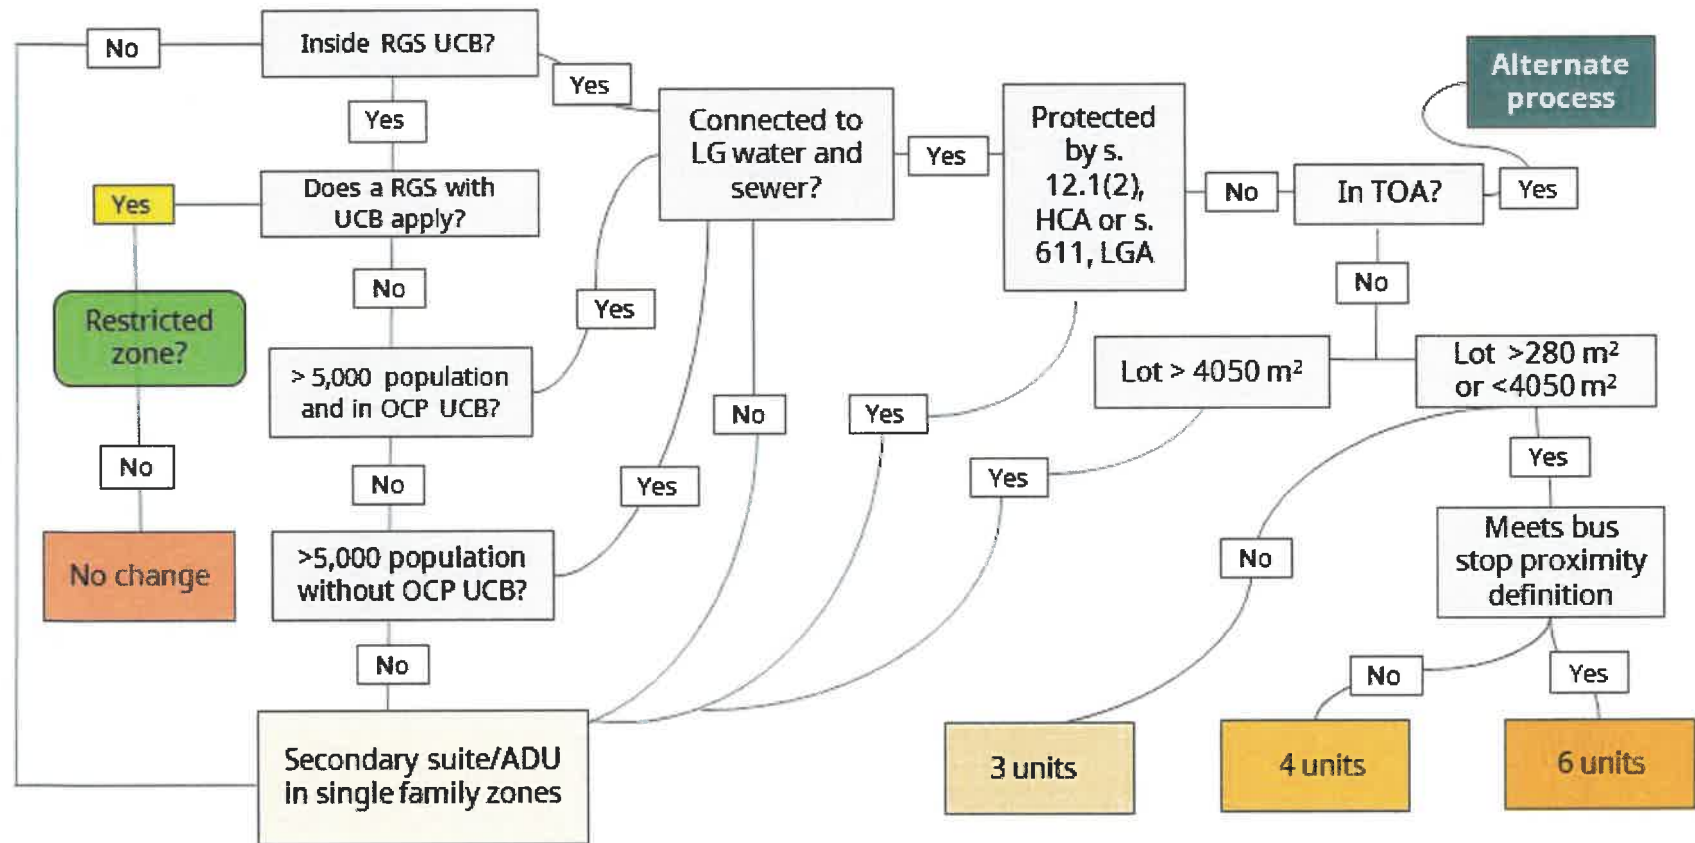 No
Inside RGS UCB?
Yes
Alternate
process
Yes
Connected to
LG water and
sewer?
Yes
Protected
by s.
12.1(2),
HCA or s.
611, LGA
No
In TOA?
Yes
Yes
Does a RGS with
UCB apply?
No
No
Yes
Restricted
zone?
> 5,000 population
and in OCP UCB?
Lot > 4050 m²
Lot >280 m²
or <4050 m²
No
Yes
No
No
Yes
Yes
Yes
Meets bus
stop proximity
definition
No change
>5,000 population
without OCP UCB?
No
No
No
Yes
Secondary suite/ADU
in single family zones
3 units
4 units
6 units